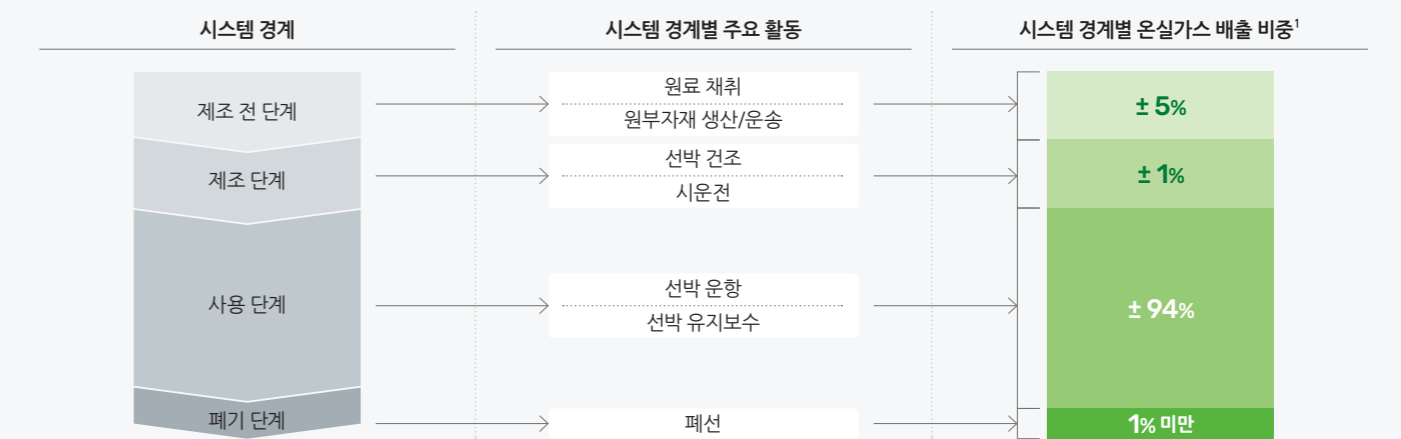 시스템 경계
시스템 경계별 주요 활동
시스템 경계별 온실가스 배출 비중¹
제조 전 단계
원료 채취
원부자재 생산/운송
± 5%
제조 단계
선박 건조
시운전
± 1%
사용 단계
선박 운항
선박 유지보수
± 94%
폐기 단계
폐선
1% 미만